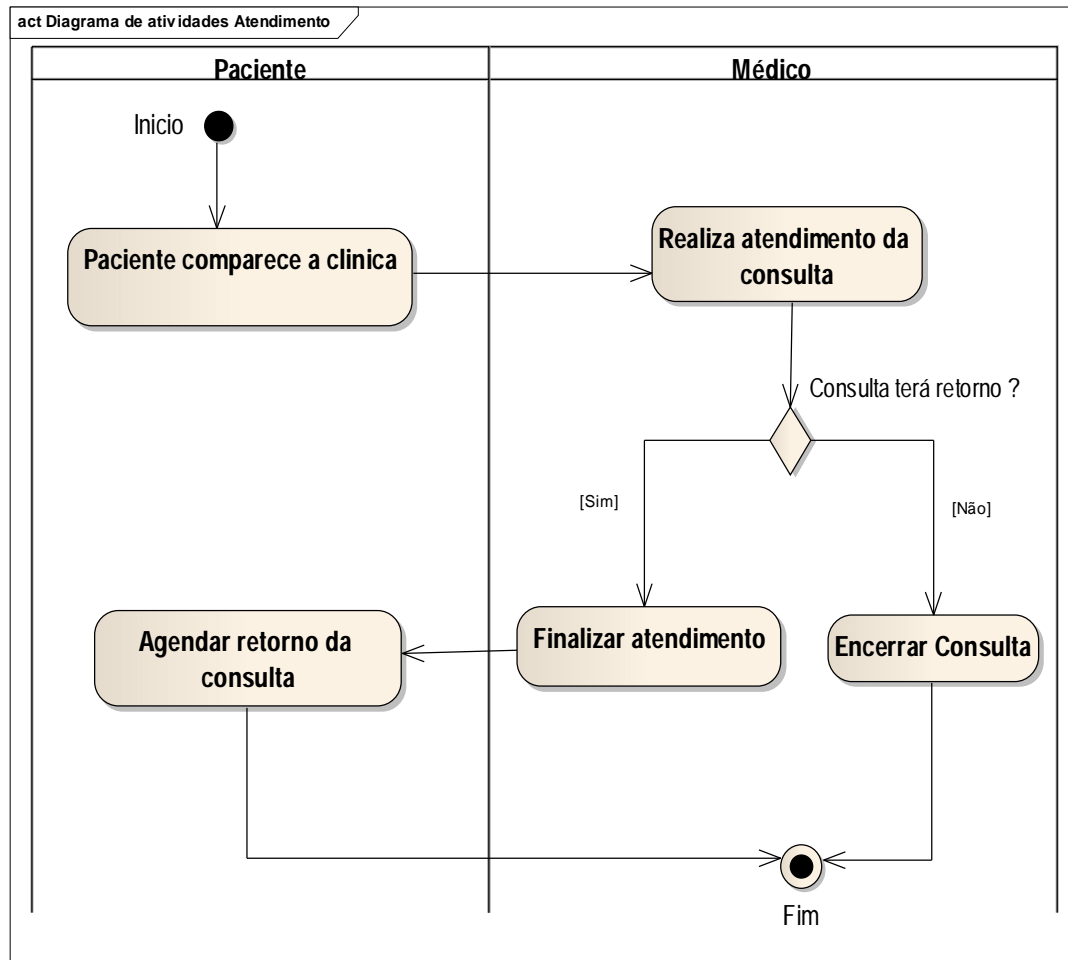 act Diagrama de atividades Atendimento
Paciente
Médico
Inicio
Paciente comparece a clinica
Realiza atendimento da
consulta
Consulta terá retorno ?
[Sim]
[Não]
Agendar retorno da
consulta
Finalizar atendimento
Encerrar Consulta
Fim